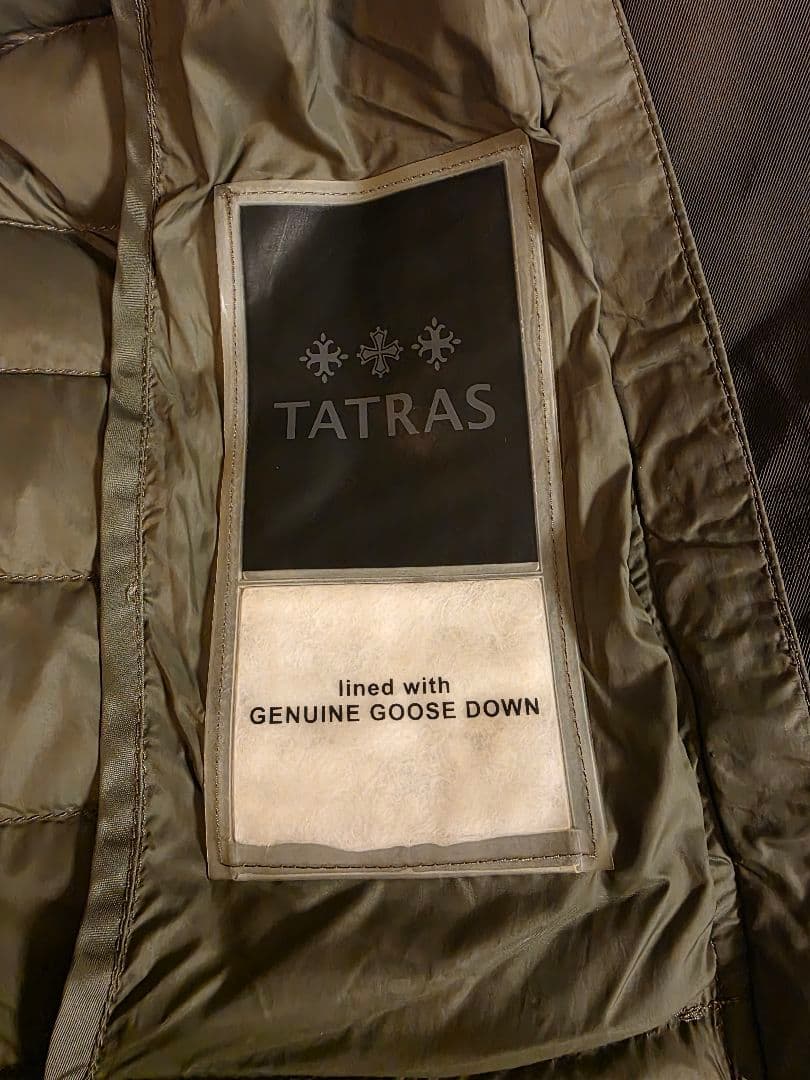 TATRAS
lined with
GENUINE GOOSE DOWN